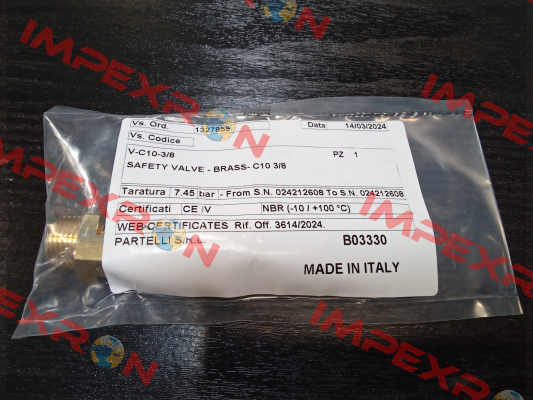 IMPEXRON
Vs. Ord. 1327859 Data 14/03/2024
Vs. Codice
V-C10-3/8 PZ 1
SAFETY VALVE - BRASS- C10 3/8
Taratura 7.45 bar - From S.N. 024212608 To S.N. 024212608
Certificati CE IV NBR (-10 / +100 °C)
WEB-CERTIFICATES Rif. Off. 3614/2024.
PARTELLI S.R.L. B03330
MADE IN ITALY
IMPEXRON
IMPEXRON